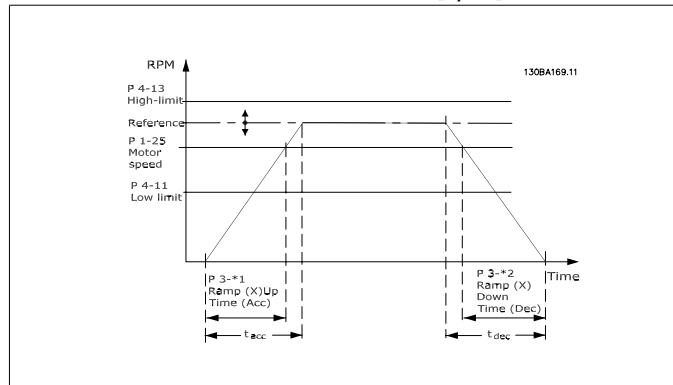 RPM
130BA169.11
P 4-13
High-limit
Reference
P 1-25
Motor
speed
P 4-11
Low limit
P 3-*1
Ramp (X)Up
Time (Acc)
P 3-*2
Ramp (X)
Down
Time (Dec)
Time
tacc
tdec